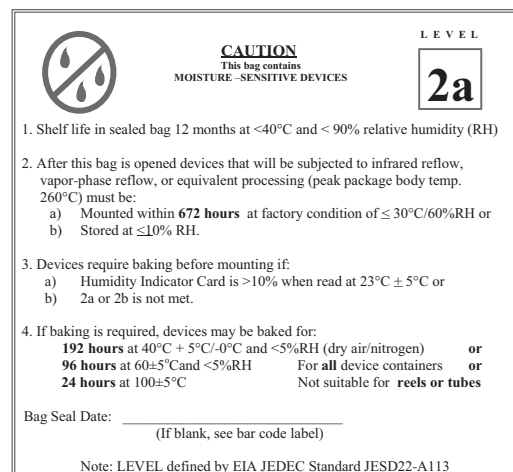 LEVEL
CAUTION
This bag contains
MOISTURE –SENSITIVE DEVICES
2a
1. Shelf life in sealed bag 12 months at <40°C and < 90% relative humidity (RH)
2. After this bag is opened devices that will be subjected to infrared reflow,
vapor-phase reflow, or equivalent processing (peak package body temp.
260°C) must be:
a) Mounted within 672 hours at factory condition of ≤ 30°C/60%RH or
b) Stored at ≤10% RH.
3. Devices require baking before mounting if:
a) Humidity Indicator Card is >10% when read at 23°C ± 5°C or
b) 2a or 2b is not met.
4. If baking is required, devices may be baked for:
192 hours at 40°C + 5°C/-0°C and <5%RH (dry air/nitrogen) or
96 hours at 60±5°Cand <5%RH For all device containers or
24 hours at 100±5°C Not suitable for reels or tubes
Bag Seal Date: ______________________________
(If blank, see bar code label)
Note: LEVEL defined by EIA JEDEC Standard JESD22-A113